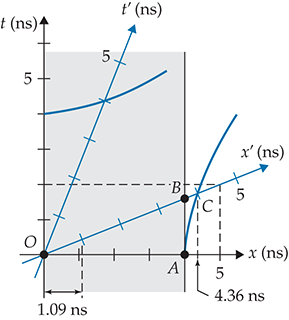 t (ns)
t′ (ns)
5
5
x′ (ns)
B
C
5
O
A
5
x (ns)
1.09 ns
4.36 ns